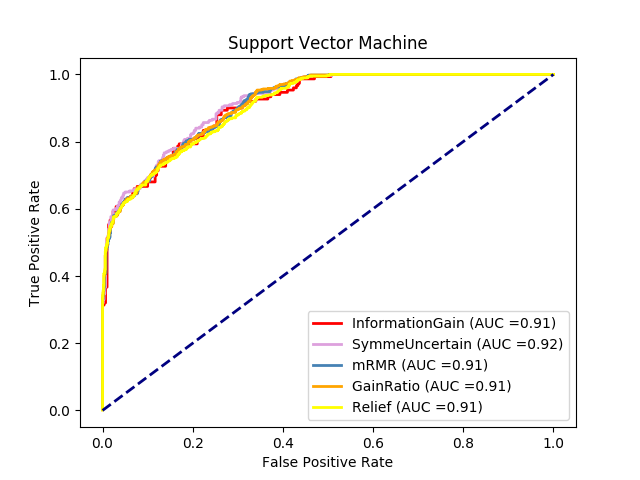 Support Vector Machine
1.0
0.8
0.6
0.4
0.2
0.0
True Positive Rate
InformationGain (AUC =0.91)
SymmeUncertain (AUC =0.92)
mRMR (AUC =0.91)
GainRatio (AUC =0.91)
Relief (AUC =0.91)
0.0 0.2 0.4 0.6 0.8 1.0
False Positive Rate